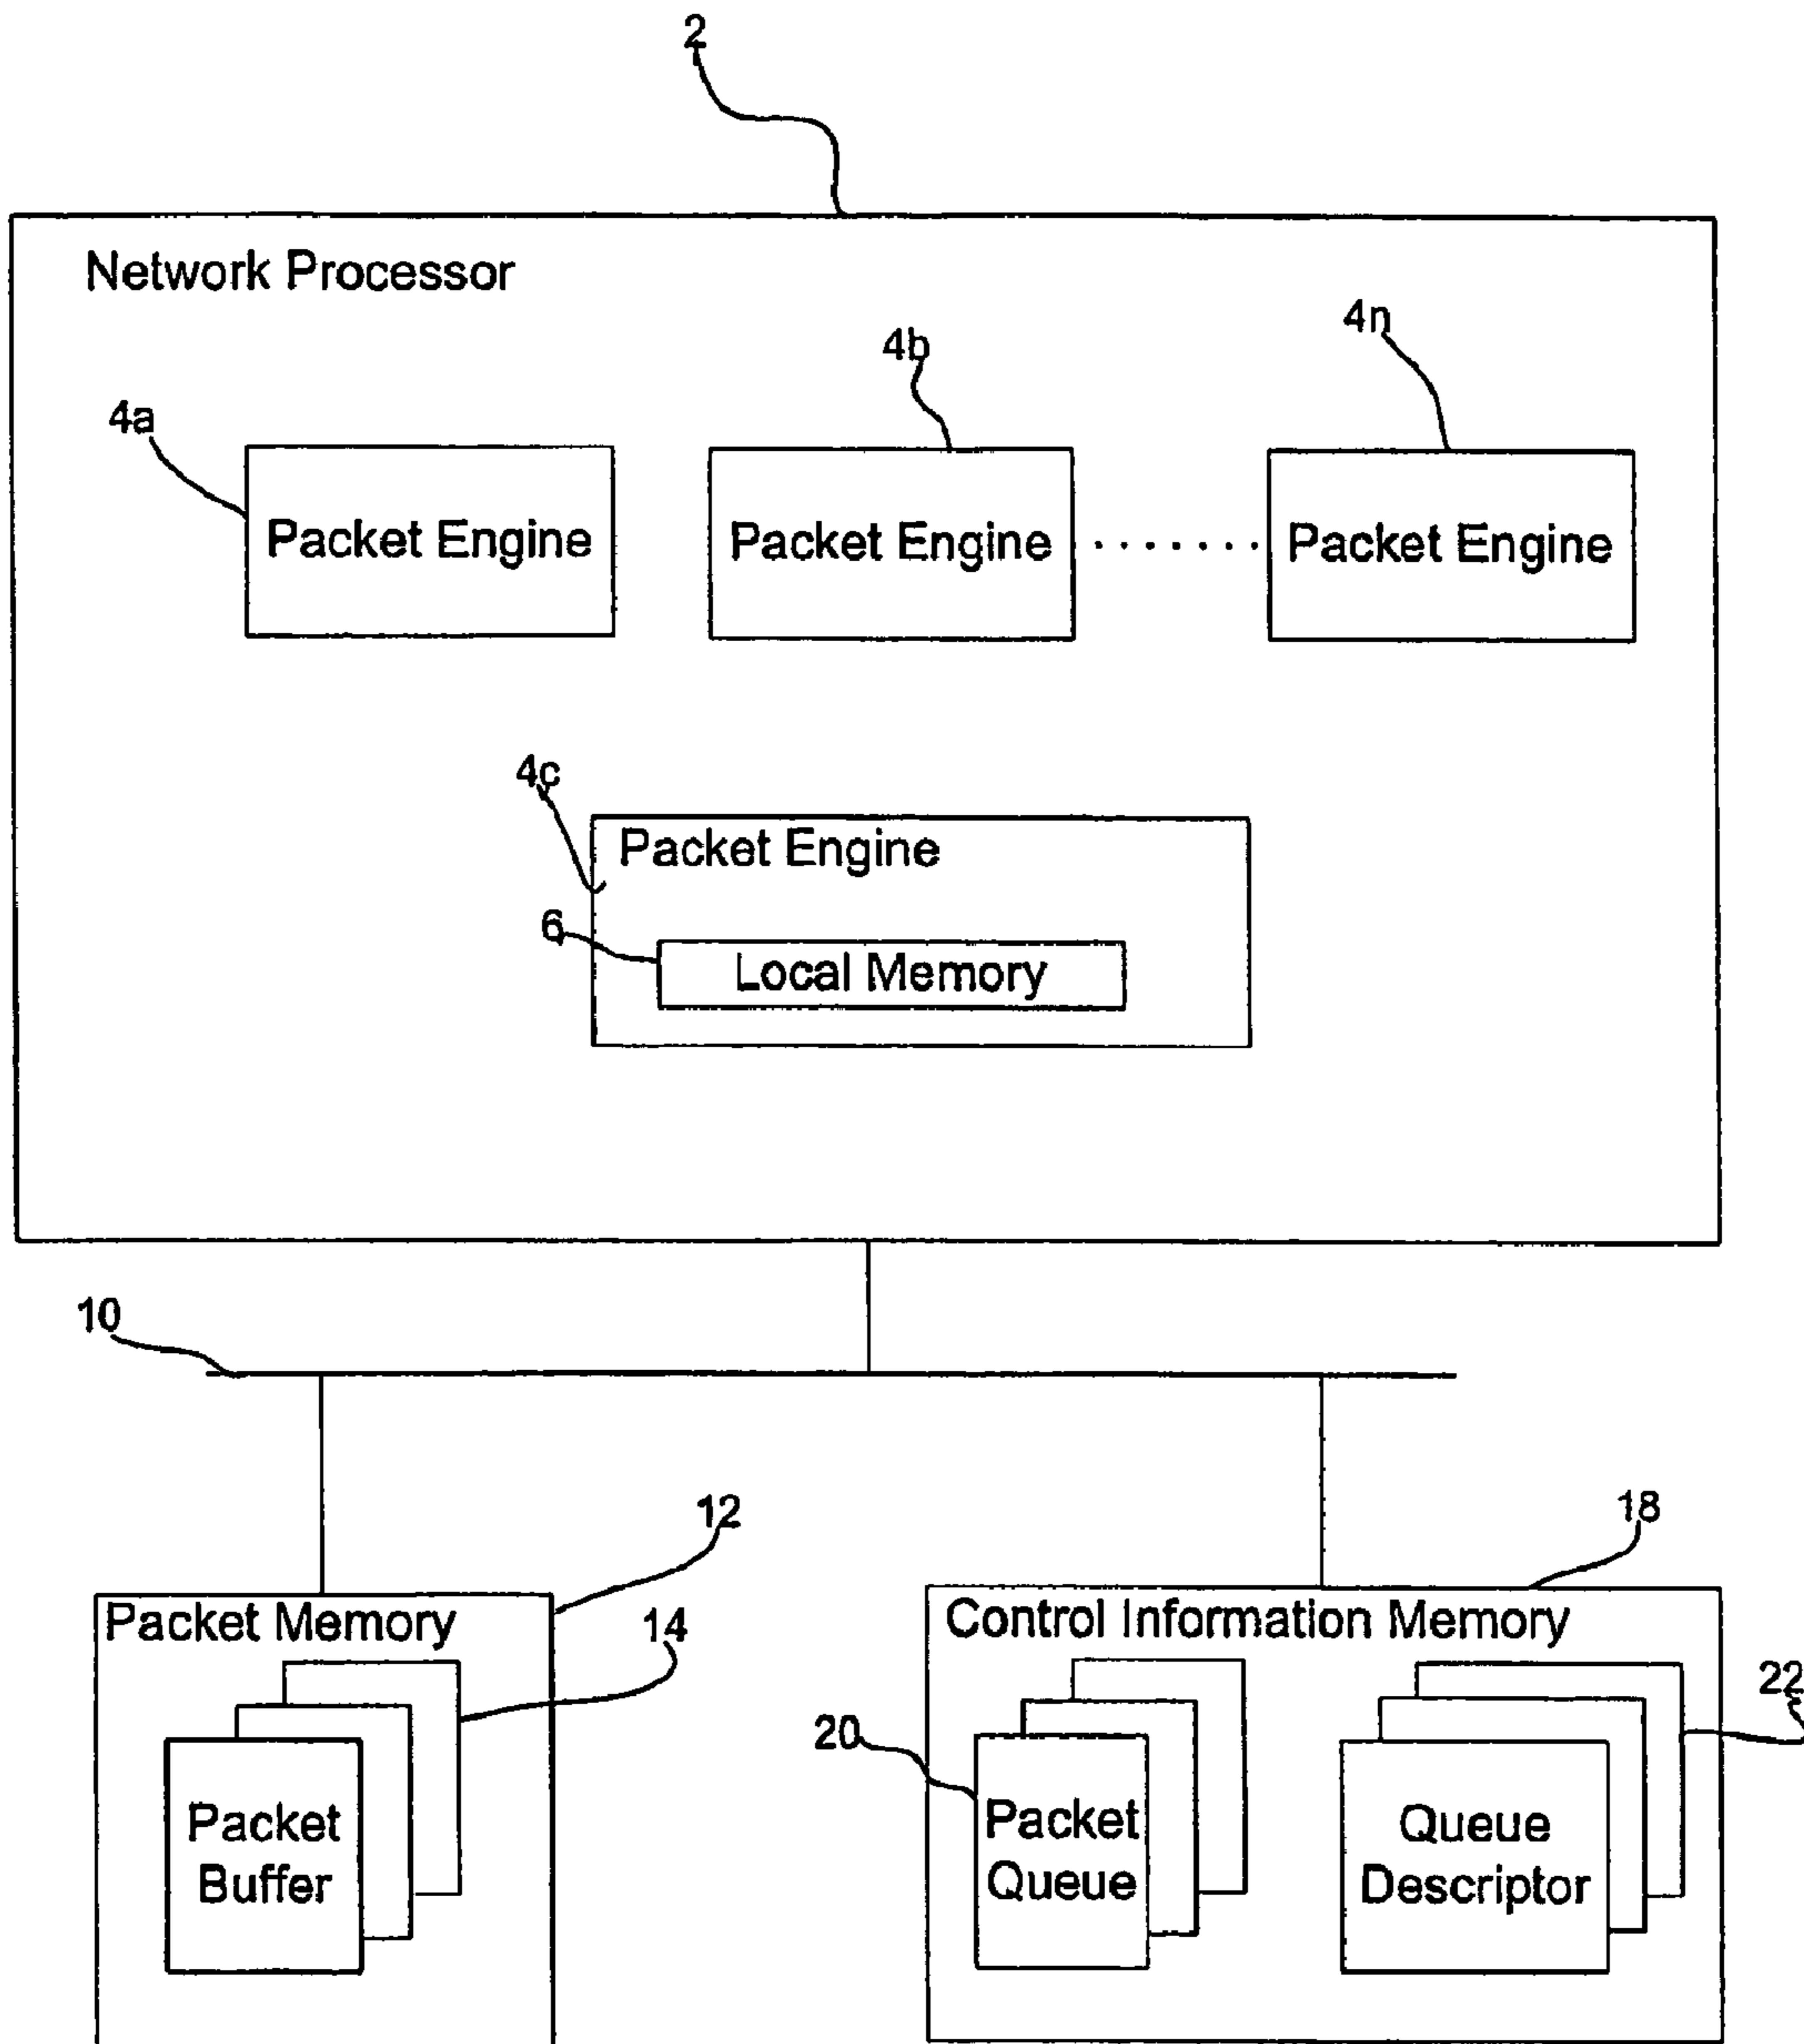 2
Network Processor
4a
4b
4n
Packet Engine
Packet Engine
.......
Packet Engine
4c
Packet Engine
6
Local Memory
10
12
18
Packet Memory
14
Control Information Memory
22
20
Packet
Buffer
Packet
Queue
Queue
Descriptor